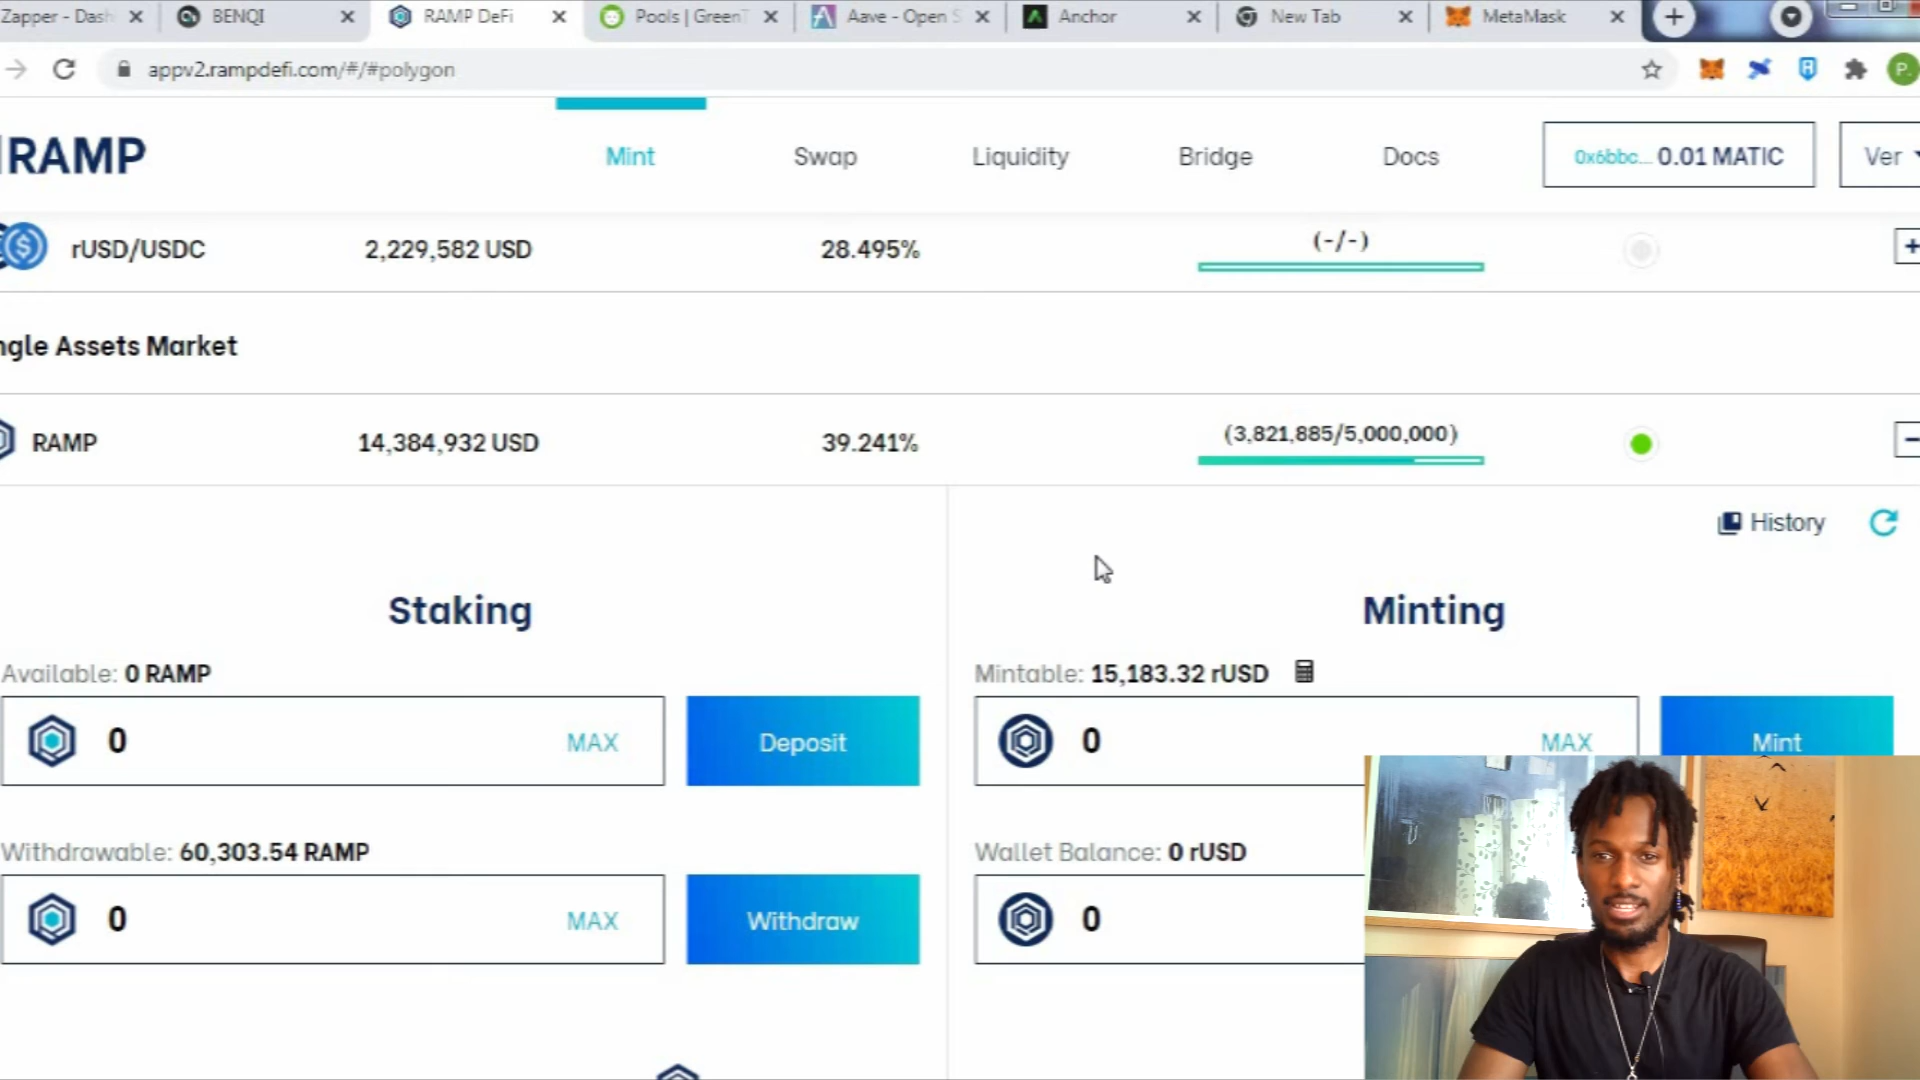 Zapper - Dash
BENQI
RAMP DeFi
Pools | GreenT
Aave - Open S
Anchor
New Tab
MetaMask
appv2.rampdefi.com/#/#polygon
P.
RAMP
Mint
Swap
Liquidity
Bridge
Docs
0x6bbc... 0.01 MATIC
Ver
rUSD/USDC
2,229,582 USD
28.495%
(-/-)
ngle Assets Market
RAMP
14,384,932 USD
39.241%
(3,821,885/5,000,000)
History
Staking
Minting
Available: 0 RAMP
Mintable: 15,183.32 rUSD
0
MAX
Deposit
0
MAX
Mint
Withdrawable: 60,303.54 RAMP
Wallet Balance: 0 rUSD
0
MAX
Withdraw
0